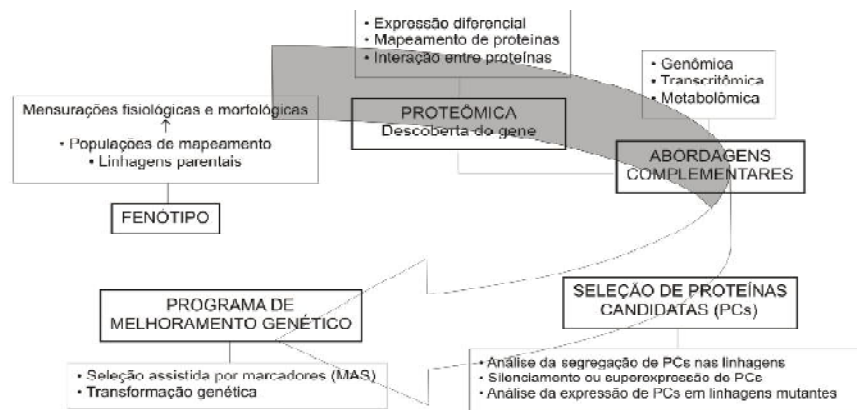 • Expressão diferencial
• Mapeamento de proteínas
• Interação entre proteínas
PROTEÔMICA
Descoberta do gene
• Genômica
• Transcritômica
• Metabolômica
ABORDAGENS
COMPLEMENTARES
Mensurações fisiológicas e morfológicas
↑
• Populações de mapeamento
• Linhagens parentais
FENÓTIPO
SELEÇÃO DE PROTEÍNAS
CANDIDATAS (PCs)
• Análise da segregação de PCs nas linhagens
• Silenciamento ou superexpressão de PCs
• Análise da expressão de PCs em linhagens mutantes
PROGRAMA DE
MELHORAMENTO GENÉTICO
• Seleção assistida por marcadores (MAS)
• Transformação genética